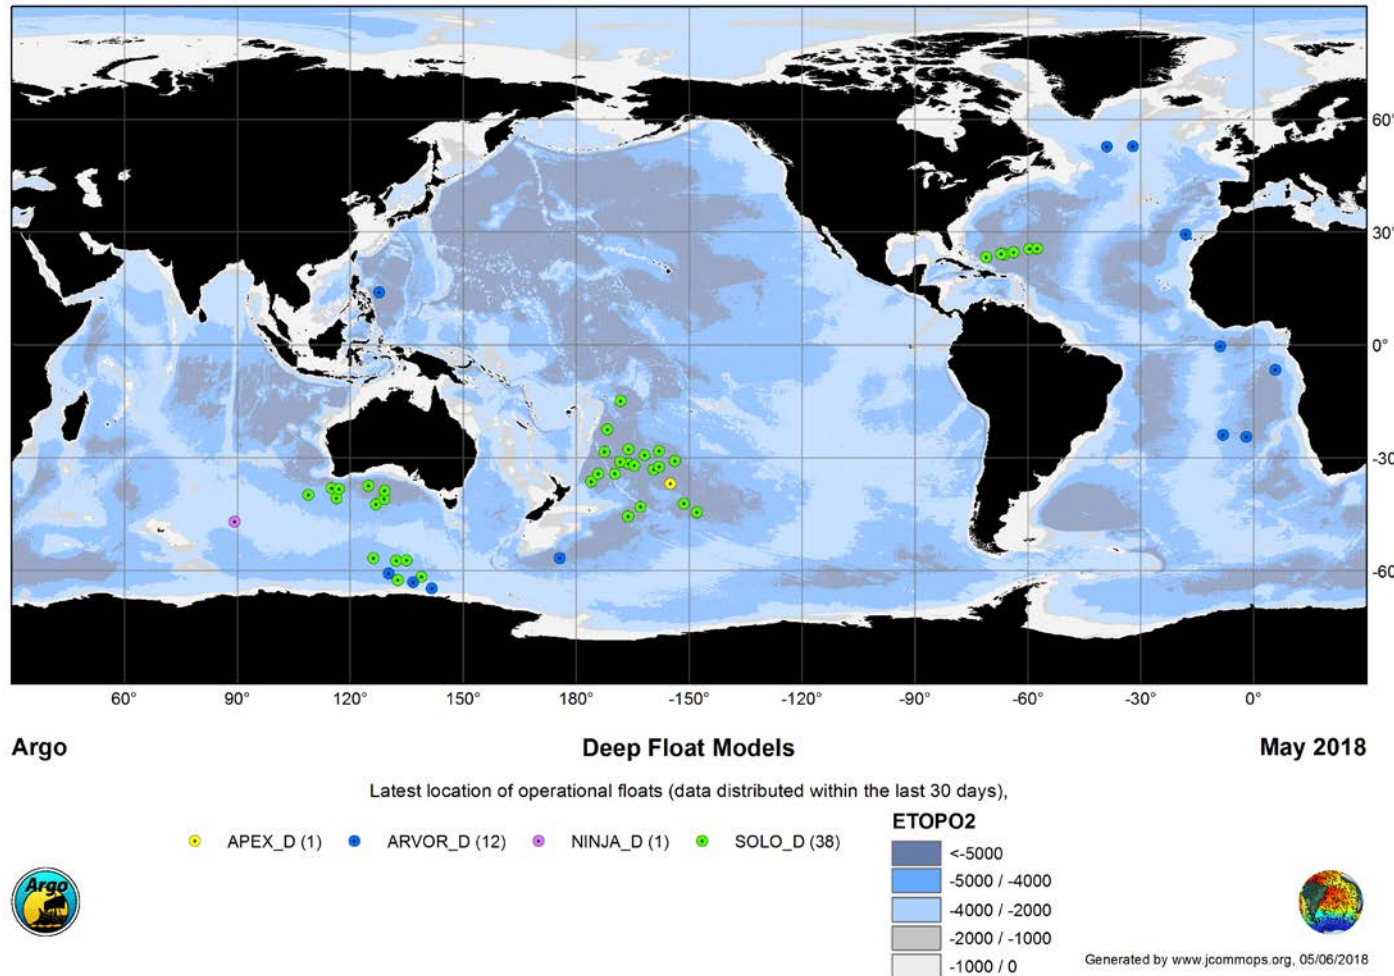 60°
30°
0°
-30°
-60°
60° 90° 120° 150° 180° -150° -120° -90° -60° -30° 0°
Argo Deep Float Models May 2018
Latest location of operational floats (data distributed within the last 30 days),
APEX_D (1) ARVOR_D (12) NINJA_D (1) SOLO_D (38)
ETOPO2
<-5000
-5000 / -4000
-4000 / -2000
-2000 / -1000
-1000 / 0
Argo
Generated by www.jcommops.org, 05/06/2018